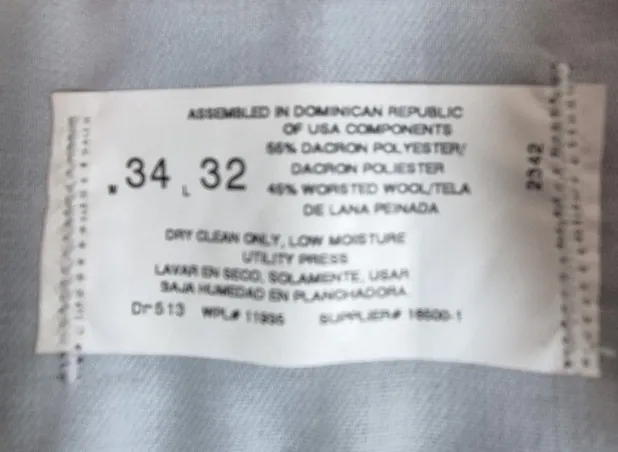 ASSEMBLED IN DOMINICAN REPUBLIC
OF USA COMPONENTS
55% DACRON POLYESTER/
DACRON POLIESTER
W 34 L 32
45% WORSTED WOOL/TELA
DE LANA PEINADA
2342
DRY CLEAN ONLY, LOW MOISTURE
UTILITY PRESS
LAVAR EN SECO, SOLAMENTE, USAR
BAJA HUMEDAD EN PLANCHADORA
Dr513 WPL# 11935 SUPPLIER# 16500-1